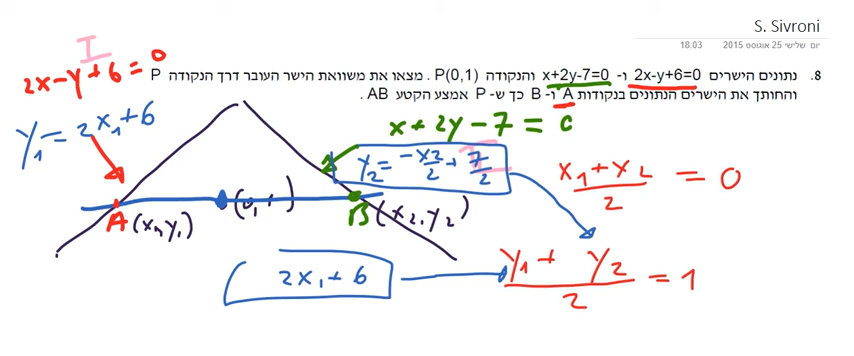 S. Sivroni
יום שלישי 25 אוגוסט 2015 18:03
I
2x-y+6=0
8. נתונים הישרים 2x-y+6=0 ו- x+2y-7=0 והנקודה P(0,1) . מצאו את משוואת הישר העובר דרך הנקודה P
והחותך את הישרים הנתונים בנקודות A ו- B כך ש- P אמצע הקטע AB .
y₁=2x₁+6
x+2y-7=0
II
y₂=-x₂/2+7/2
(x₁+x₂)/2=0
A(x₁,y₁)
(0,1)
B(x₂,y₂)
2x₁+6
(y₁+y₂)/2=1